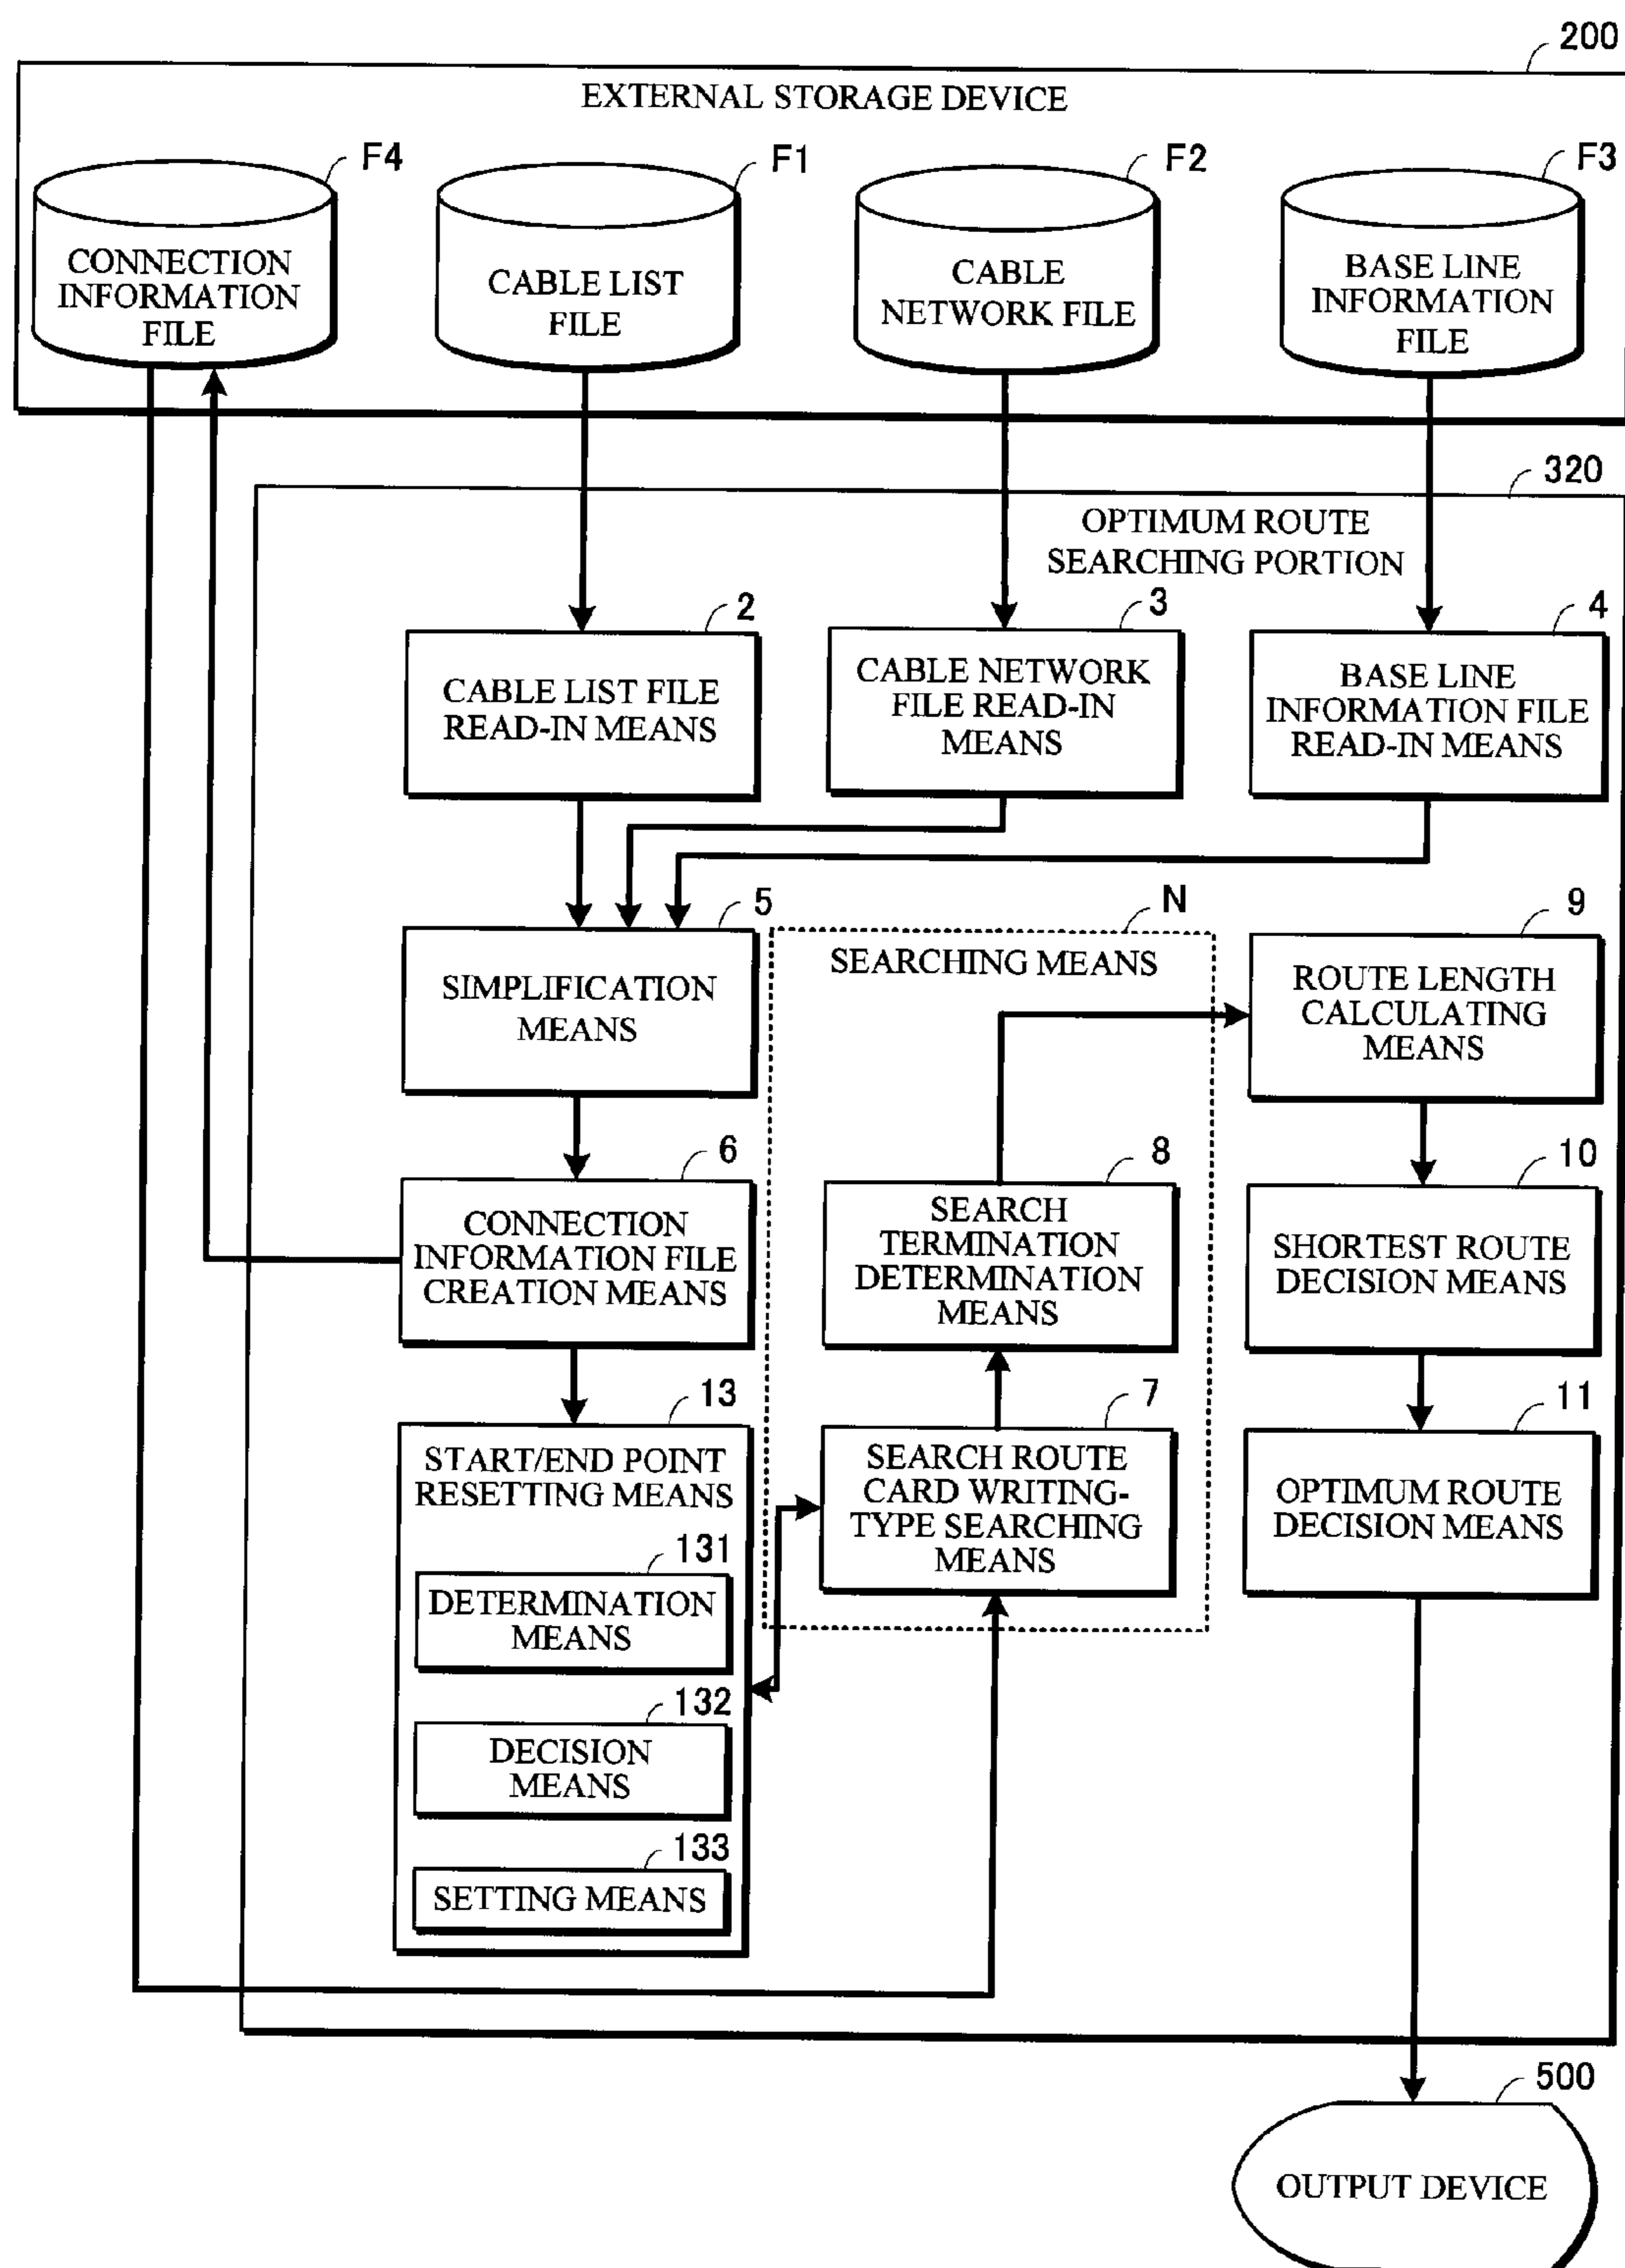 200
EXTERNAL STORAGE DEVICE
F4
F1
F2
F3
CONNECTION
INFORMATION
FILE
CABLE LIST
FILE
CABLE
NETWORK FILE
BASE LINE
INFORMATION
FILE
320
OPTIMUM ROUTE
SEARCHING PORTION
2
3
4
CABLE LIST FILE
READ-IN MEANS
CABLE NETWORK
FILE READ-IN
MEANS
BASE LINE
INFORMATION FILE
READ-IN MEANS
5
N
9
SIMPLIFICATION
MEANS
SEARCHING MEANS
ROUTE LENGTH
CALCULATING
MEANS
6
8
10
CONNECTION
INFORMATION FILE
CREATION MEANS
SEARCH
TERMINATION
DETERMINATION
MEANS
SHORTEST ROUTE
DECISION MEANS
13
7
11
START/END POINT
RESETTING MEANS
SEARCH ROUTE
CARD WRITING-
TYPE SEARCHING
MEANS
OPTIMUM ROUTE
DECISION MEANS
131
DETERMINATION
MEANS
132
DECISION
MEANS
133
SETTING MEANS
500
OUTPUT DEVICE